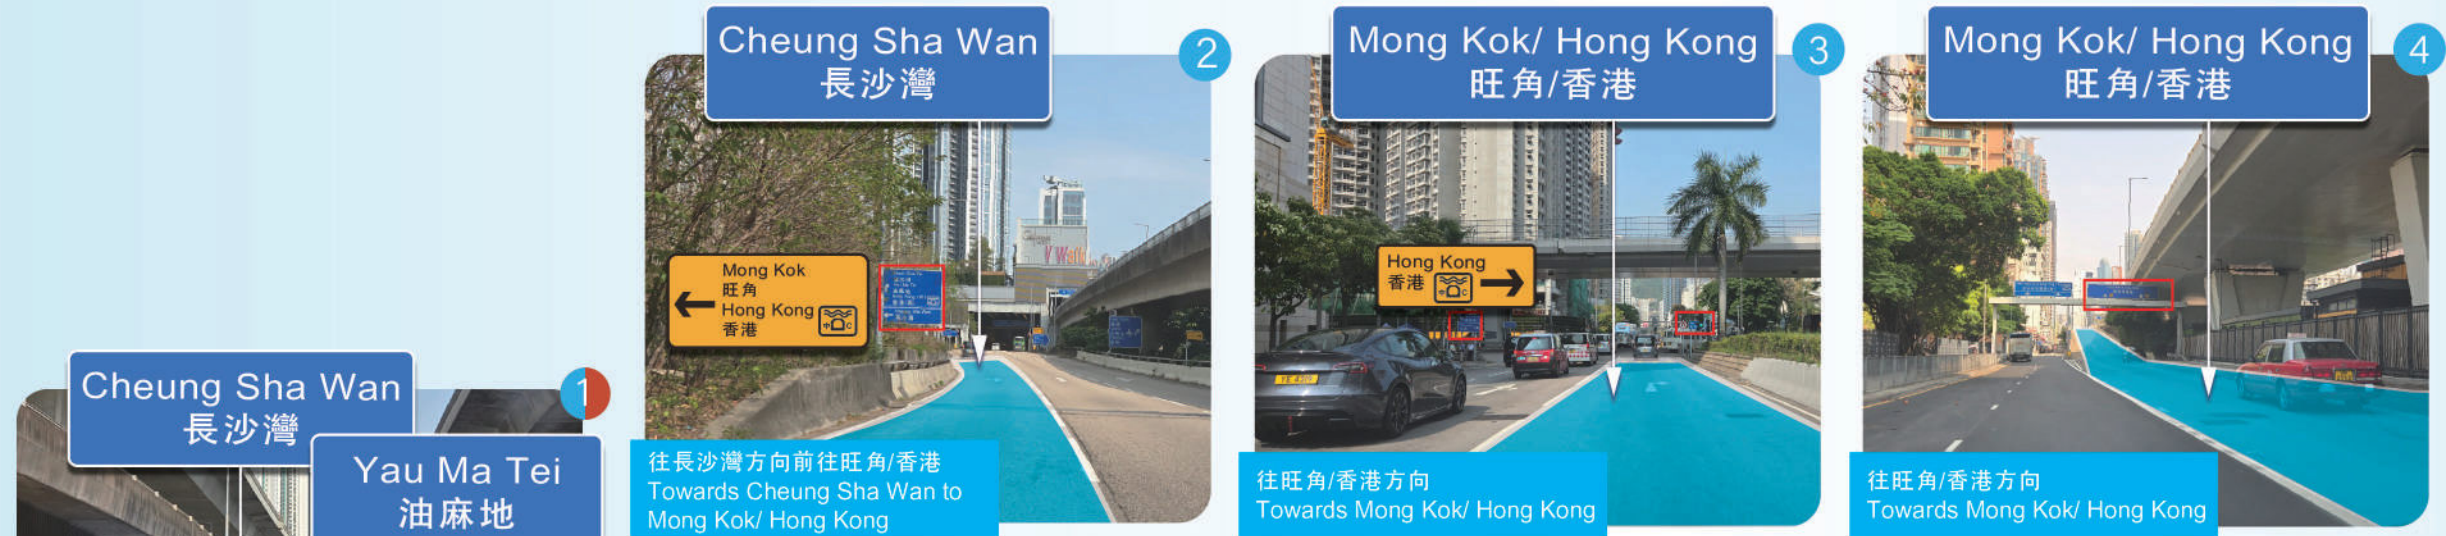 Cheung Sha Wan
長沙灣
Yau Ma Tei
油麻地
1
Cheung Sha Wan
長沙灣
2
Mong Kok
旺角
Hong Kong
香港
V Walk
往長沙灣方向前往旺角/香港
Towards Cheung Sha Wan to
Mong Kok/ Hong Kong
Mong Kok/ Hong Kong
旺角/香港
3
Hong Kong
香港
往旺角/香港方向
Towards Mong Kok/ Hong Kong
Mong Kok/ Hong Kong
旺角/香港
4
往旺角/香港方向
Towards Mong Kok/ Hong Kong